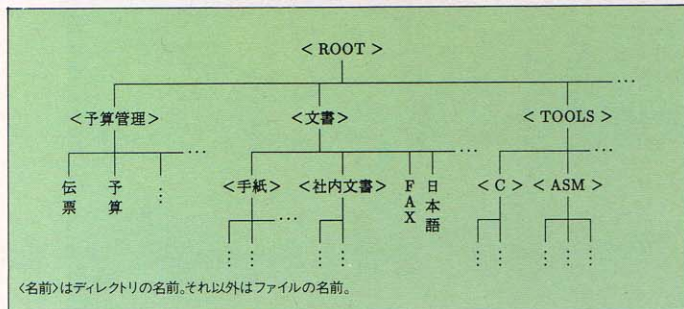 < ROOT >
…
<予算管理>
<文書>
< TOOLS >
…
…
…
伝票
予算
⋮
<手紙>
<社内文書>
FAX
日本語
< C >
< ASM >
…
⋮ ⋮ ⋮ ⋮ ⋮ ⋮ ⋮ ⋮ ⋮
<名前>はディレクトリの名前。それ以外はファイルの名前。